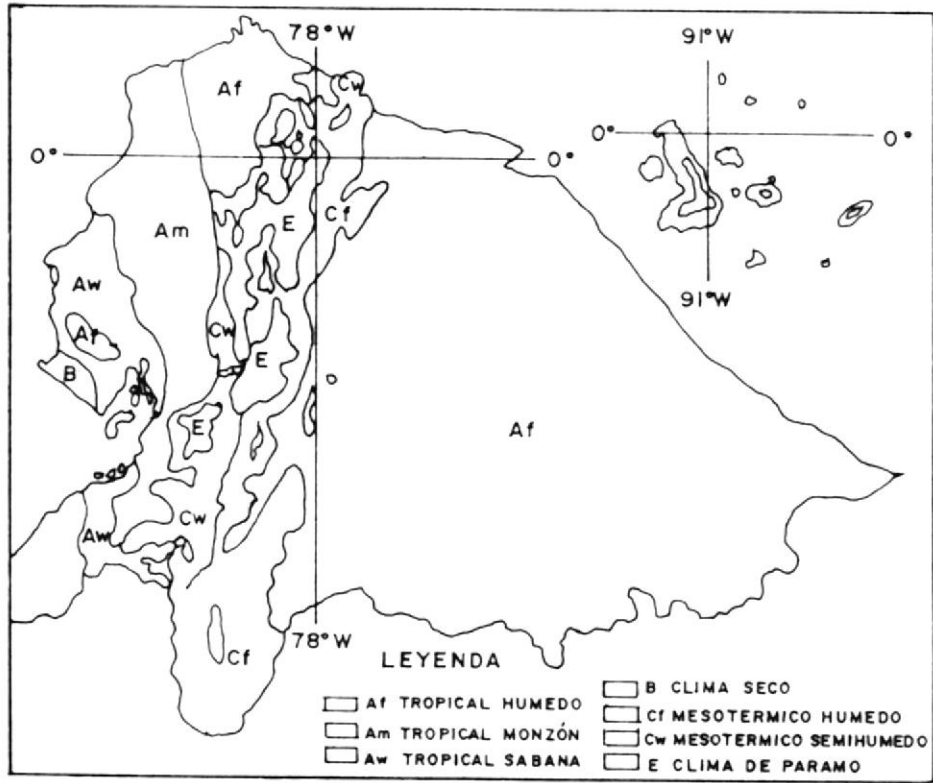 78° W
91° W
Af
Cw
0°
0°
0°
0°
E
Cf
Am
Aw
91° W
Af
Cw
E
B
E
Af
Cw
Aw
78° W
Cf
LEYENDA
Af TROPICAL HUMEDO
Am TROPICAL MONZÓN
Aw TROPICAL SABANA
B CLIMA SECO
Cf MESOTERMICO HUMEDO
Cw MESOTERMICO SEMIHUMEDO
E CLIMA DE PARAMO